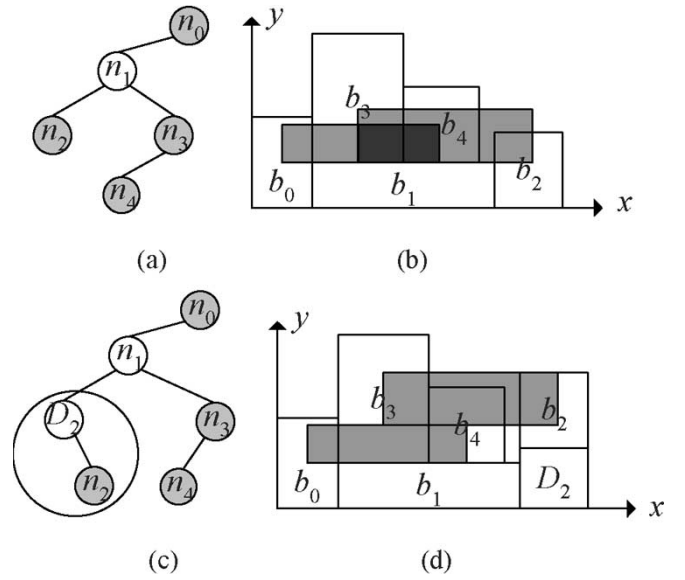 n₀ y
n₁
b₃
n₂ n₃ b₄
n₄ b₀ b₁ b₂ x
(a) (b)
n₀ y
n₁
D₂ n₃ b₃ b₄ b₂
n₂ n₄ b₀ b₁ D₂
x
(c) (d)